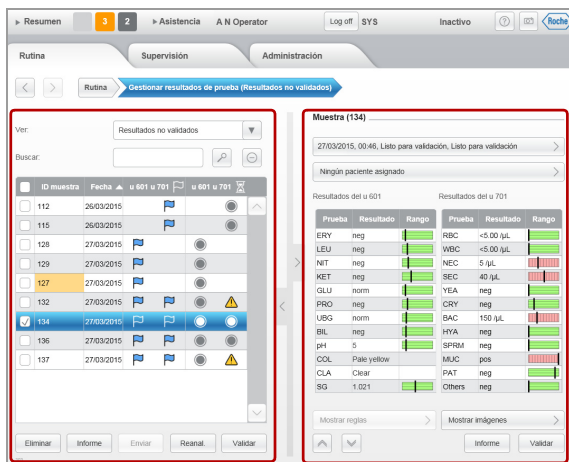 Resumen 3 2 Asistencia A N Operator Log off SYS Inactivo Roche
Rutina Supervisión Administración
Rutina Gestionar resultados de prueba (Resultados no validados)
Ver: Resultados no validados
Buscar:
ID muestra Fecha u 601 u 701 u 601 u 701
112 26/03/2015
115 26/03/2015
128 27/03/2015
129 27/03/2015
127 27/03/2015
132 27/03/2015
134 27/03/2015
136 27/03/2015
137 27/03/2015
Eliminar Informe Enviar Reanal. Validar
Muestra (134)
27/03/2015, 00:46, Listo para validación, Listo para validación
Ningún paciente asignado
Resultados del u 601 Resultados del u 701
Prueba Resultado Rango Prueba Resultado Rango
ERY neg RBC <5.00 /µL
LEU neg WBC <5.00 /µL
NIT neg NEC 5 /µL
KET neg SEC 40 /µL
GLU norm YEA neg
PRO neg CRY neg
UBG norm BAC 150 /µL
BIL neg HYA neg
pH 5 SPRM neg
COL Pale yellow MUC pos
CLA Clear PAT neg
SG 1.021 Others neg
Mostrar reglas Mostrar imágenes
Informe Validar